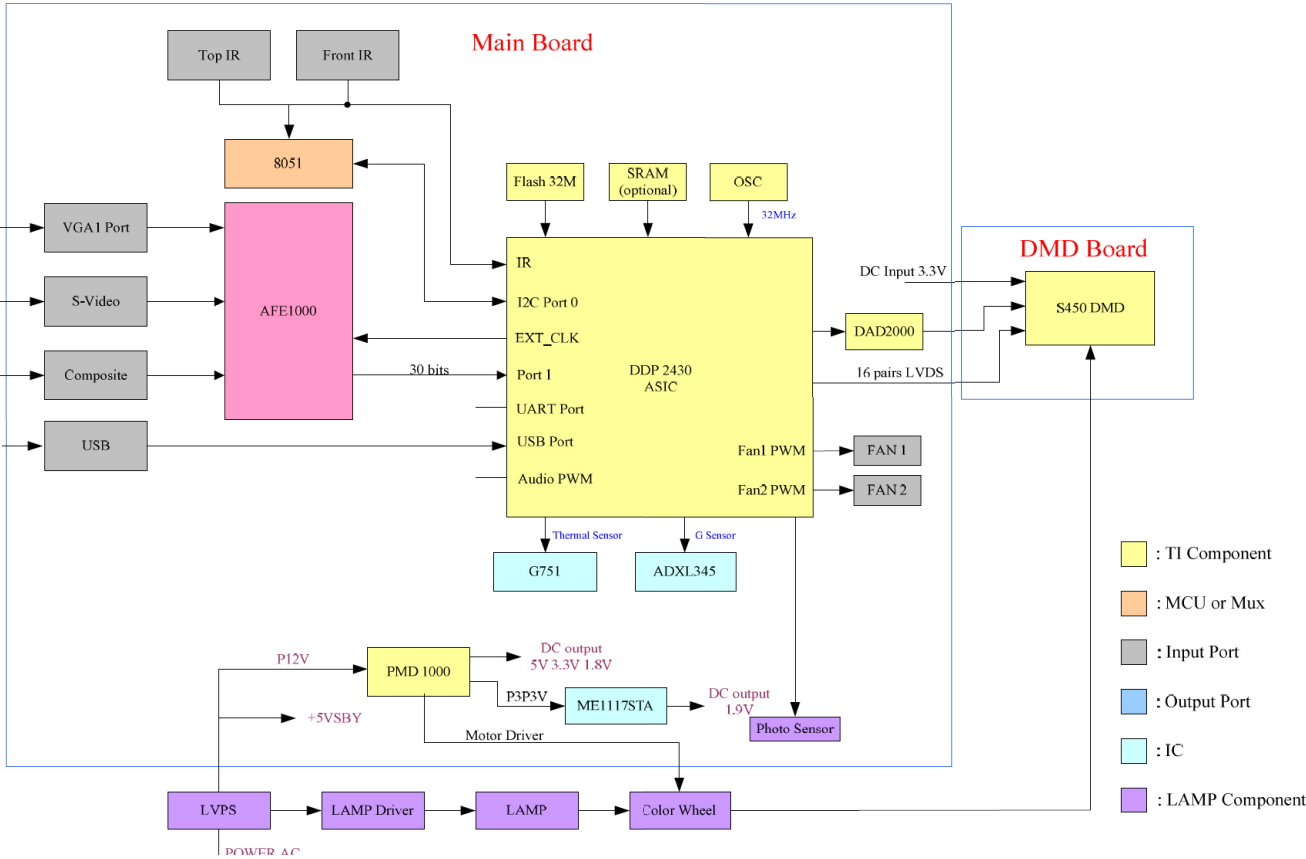 Main Board
Top IR
Front IR
8051
Flash 32M
SRAM
(optional)
OSC
32MHz
VGA1 Port
S-Video
Composite
USB
AFE1000
30 bits
IR
I2C Port 0
EXT_CLK
Port 1
UART Port
USB Port
Audio PWM
DDP 2430
ASIC
Fan1 PWM
Fan2 PWM
FAN 1
FAN 2
DAD2000
16 pairs LVDS
DC Input 3.3V
DMD Board
S450 DMD
Thermal Sensor
G Sensor
G751
ADXL345
P12V
PMD 1000
DC output
5V 3.3V 1.8V
P3P3V
ME1117STA
DC output
1.9V
+5VSBY
Motor Driver
Photo Sensor
LVPS
LAMP Driver
LAMP
Color Wheel
POWER AC
: TI Component
: MCU or Mux
: Input Port
: Output Port
: IC
: LAMP Component